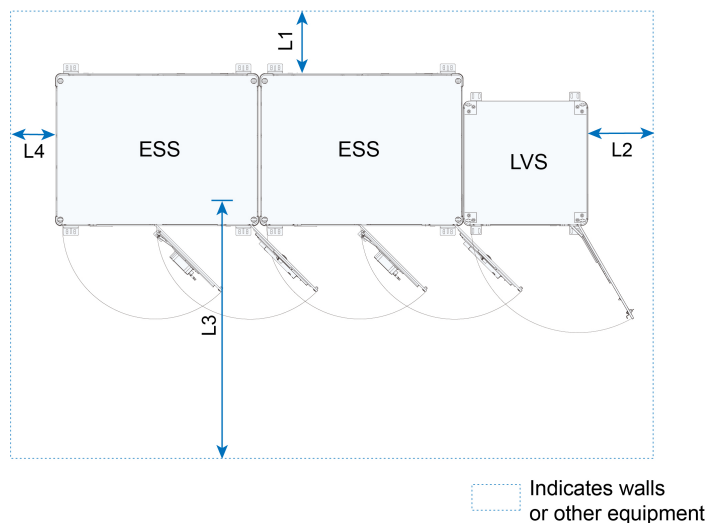 L1
ESS
ESS
LVS
L4
L2
L3
Indicates walls
or other equipment